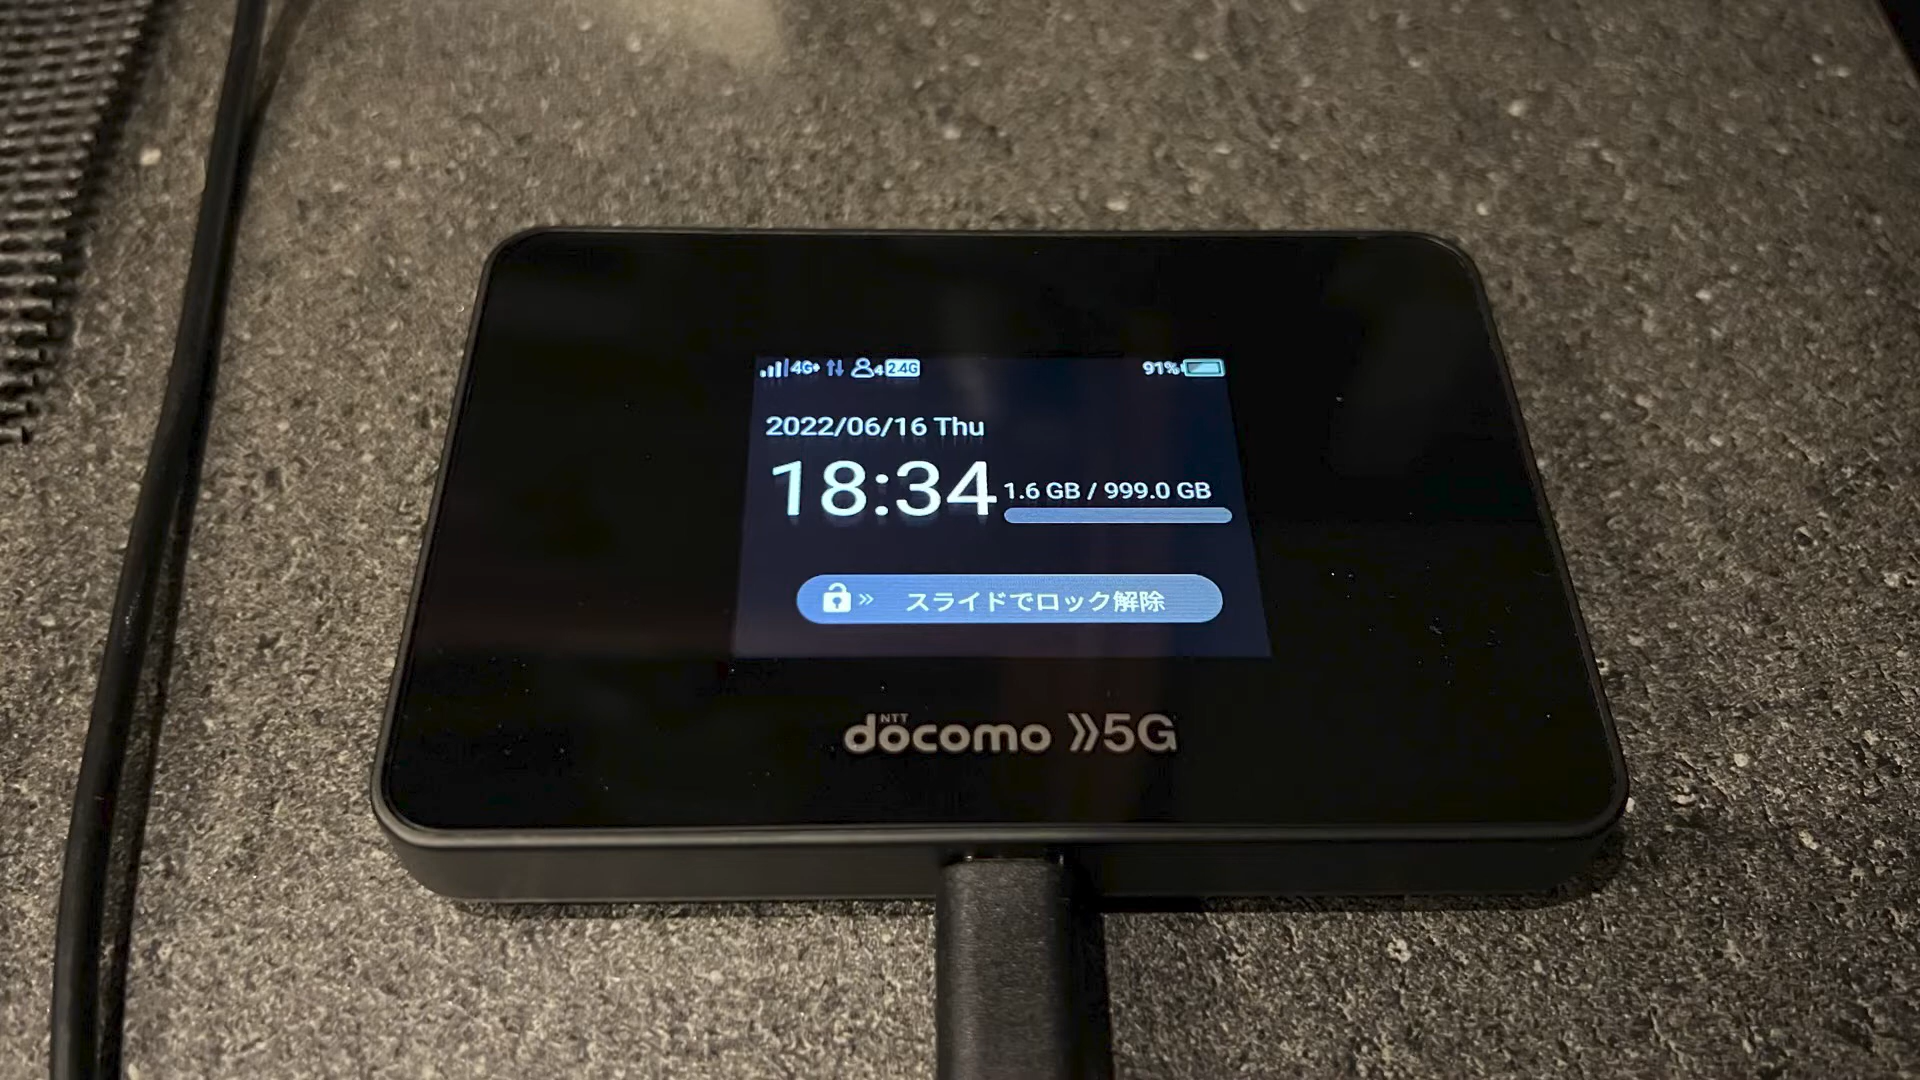 4G+ 4 2.4G 91%
2022/06/16 Thu
18:34 1.6 GB / 999.0 GB
スライドでロック解除
NTT
docomo 5G